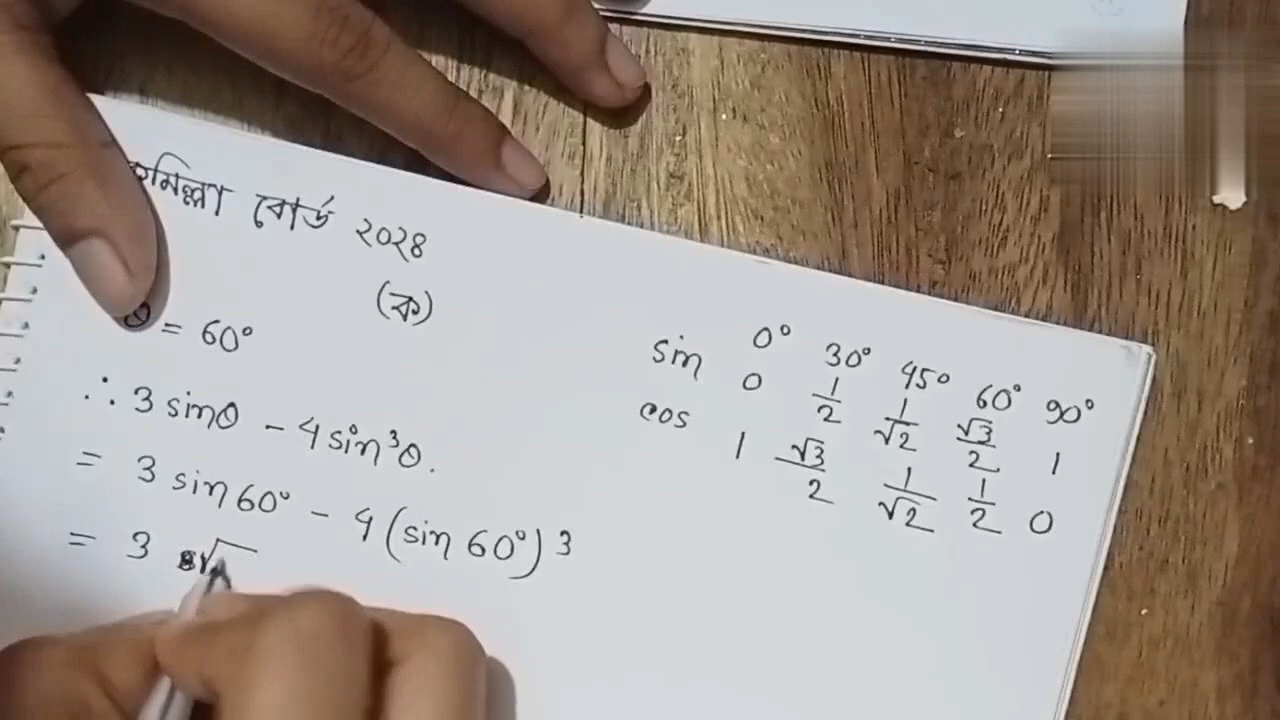 কুমিল্লা বোর্ড ২০২৪
(ক)
θ = 60°
∴ 3 sinθ - 4 sin³θ.
= 3 sin 60° - 4 (sin 60°)³
= 3 √
0° 30° 45° 60° 90°
sin 0 1/2 1/√2 √3/2 1
cos 1 √3/2 1/√2 1/2 0